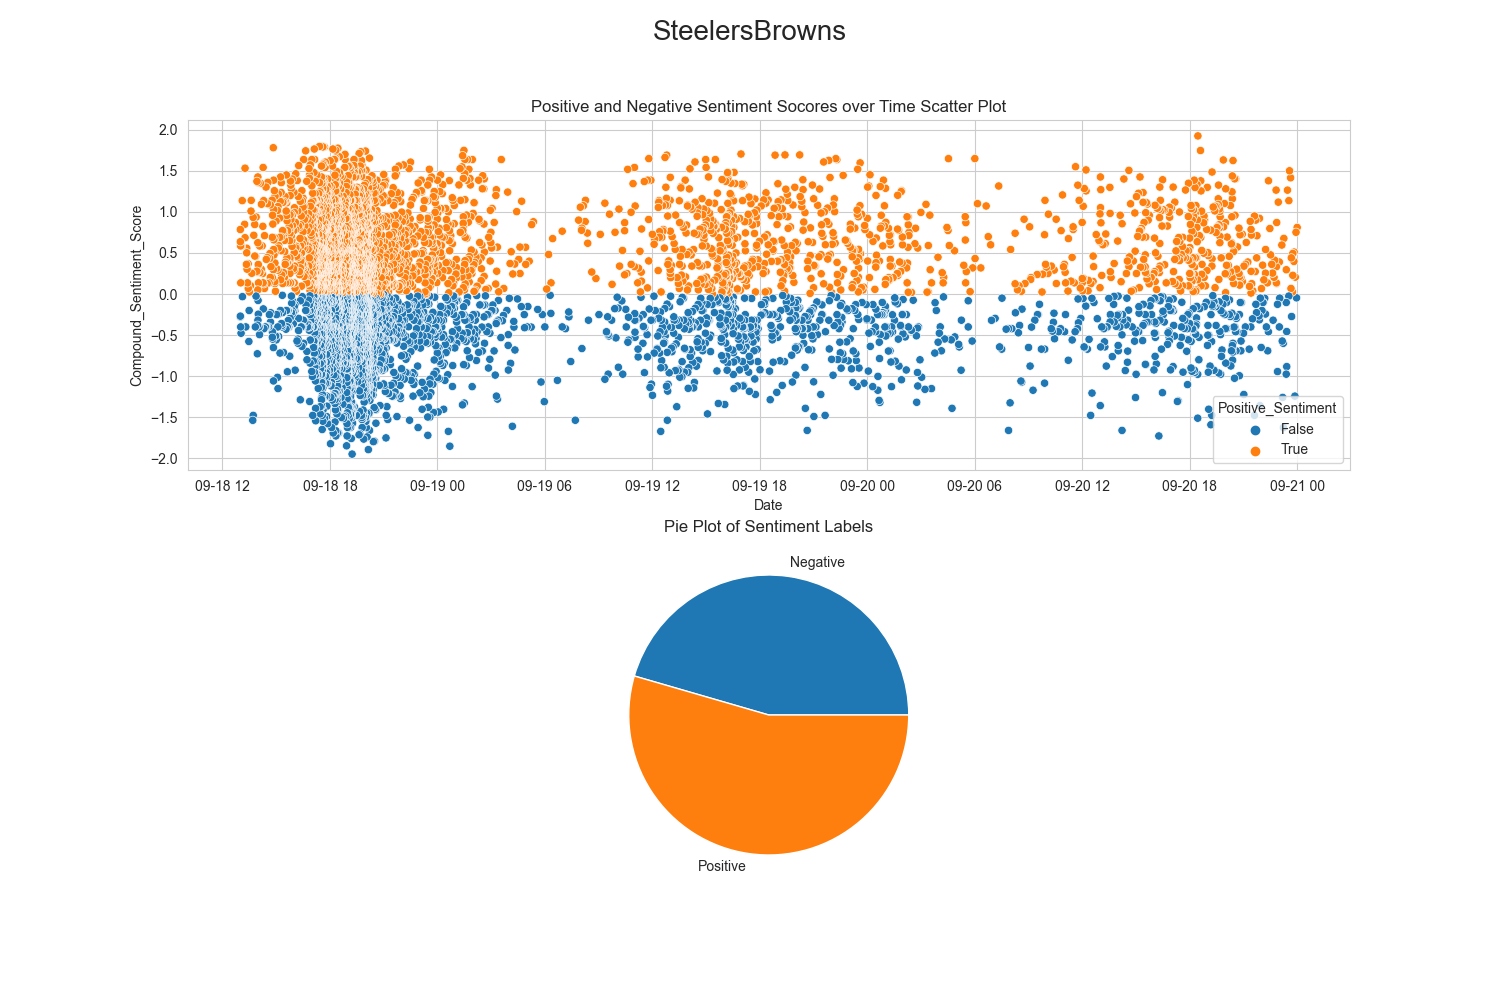 SteelersBrowns
Positive and Negative Sentiment Socores over Time Scatter Plot
Compound_Sentiment_Score
2.0
1.5
1.0
0.5
0.0
−0.5
−1.0
−1.5
−2.0
Positive_Sentiment
False
True
09-18 12 09-18 18 09-19 00 09-19 06 09-19 12 09-19 18 09-20 00 09-20 06 09-20 12 09-20 18 09-21 00
Date
Pie Plot of Sentiment Labels
Negative
Positive